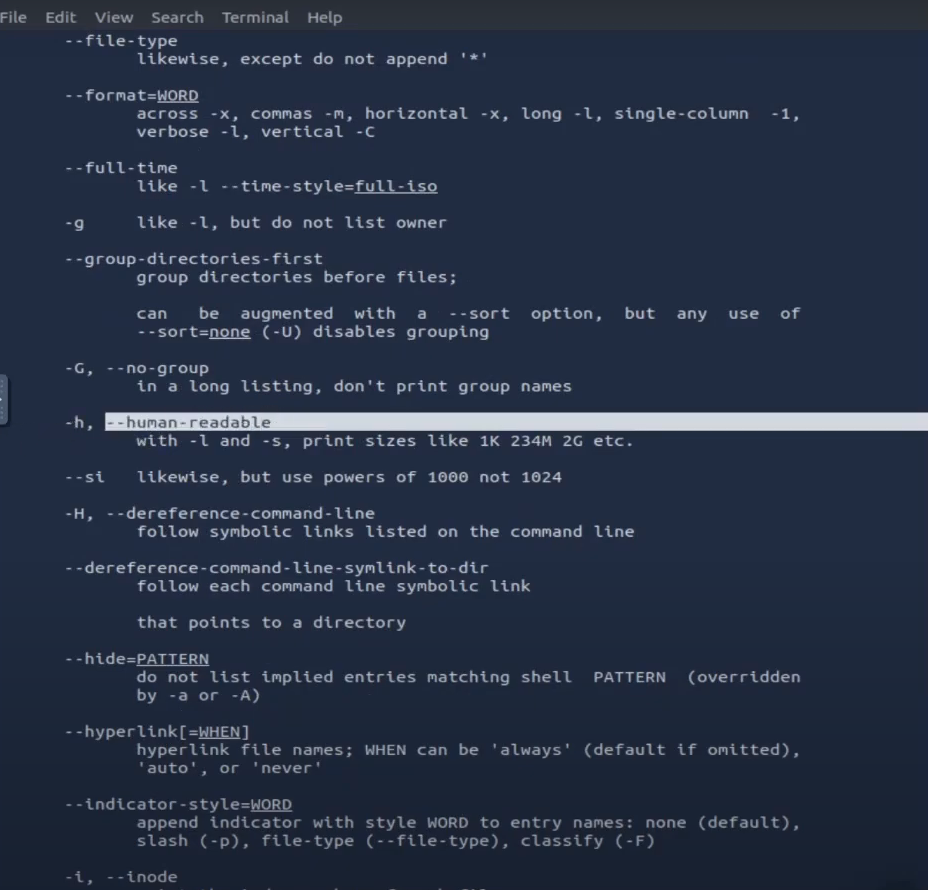 File Edit View Search Terminal Help
--file-type
likewise, except do not append '*'
--format=WORD
across -x, commas -m, horizontal -x, long -l, single-column -1,
verbose -l, vertical -C
--full-time
like -l --time-style=full-iso
-g like -l, but do not list owner
--group-directories-first
group directories before files;
can be augmented with a --sort option, but any use of
--sort=none (-U) disables grouping
-G, --no-group
in a long listing, don't print group names
-h, --human-readable
with -l and -s, print sizes like 1K 234M 2G etc.
--si likewise, but use powers of 1000 not 1024
-H, --dereference-command-line
follow symbolic links listed on the command line
--dereference-command-line-symlink-to-dir
follow each command line symbolic link
that points to a directory
--hide=PATTERN
do not list implied entries matching shell PATTERN (overridden
by -a or -A)
--hyperlink[=WHEN]
hyperlink file names; WHEN can be 'always' (default if omitted),
'auto', or 'never'
--indicator-style=WORD
append indicator with style WORD to entry names: none (default),
slash (-p), file-type (--file-type), classify (-F)
-i, --inode